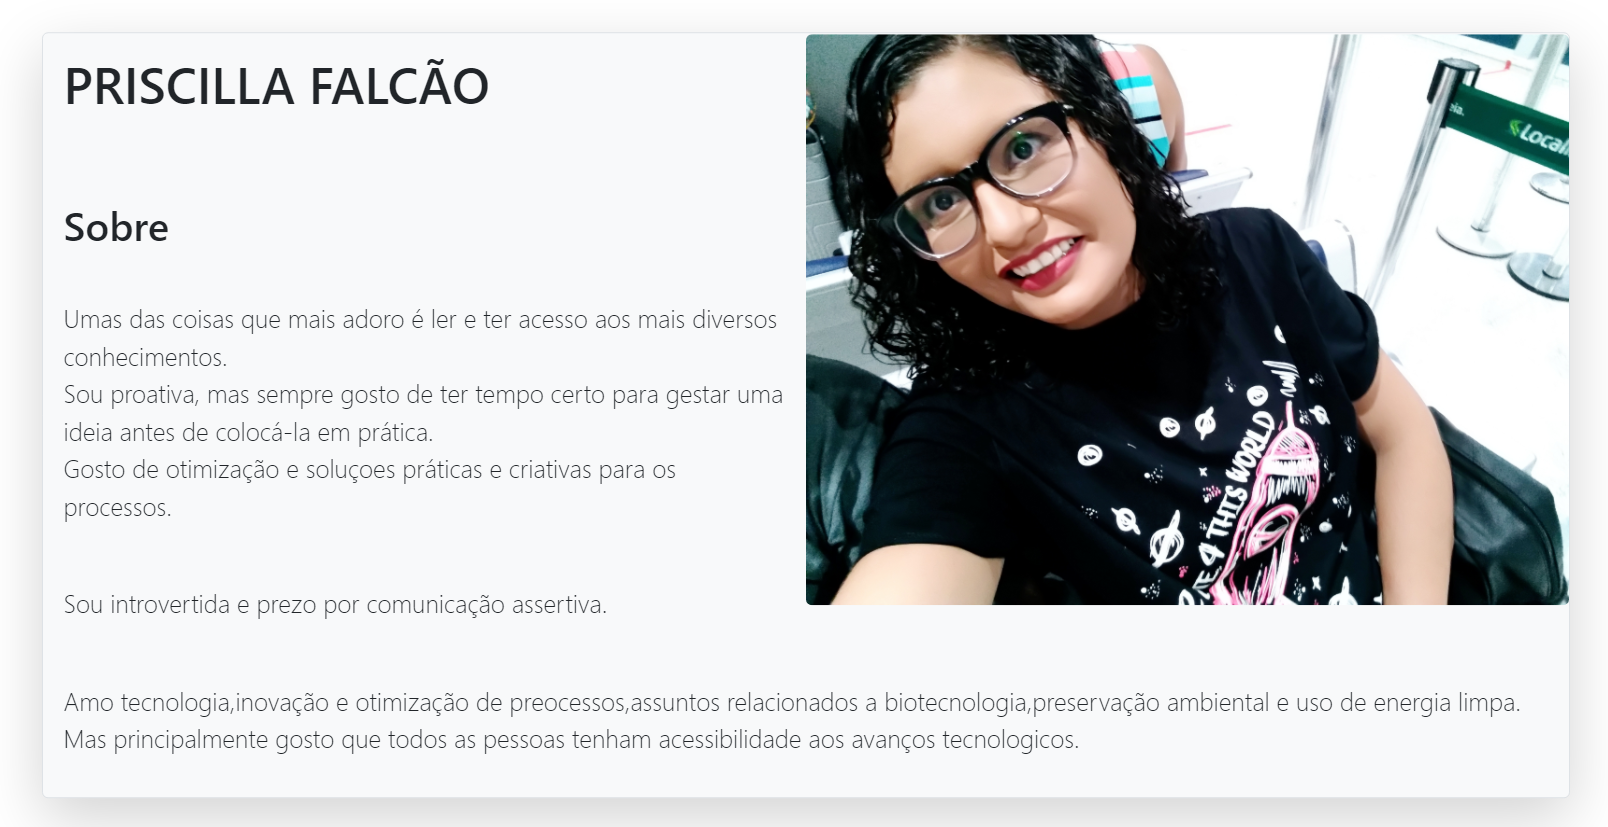 PRISCILLA FALCÃO
Sobre
Umas das coisas que mais adoro é ler e ter acesso aos mais diversos
conhecimentos.
Sou proativa, mas sempre gosto de ter tempo certo para gestar uma
ideia antes de colocá-la em prática.
Gosto de otimização e soluçoes práticas e criativas para os
processos.
Sou introvertida e prezo por comunicação assertiva.
Amo tecnologia,inovação e otimização de preocessos,assuntos relacionados a biotecnologia,preservação ambiental e uso de energia limpa.
Mas principalmente gosto que todos as pessoas tenham acessibilidade aos avanços tecnologicos.
4 THIS WORLD